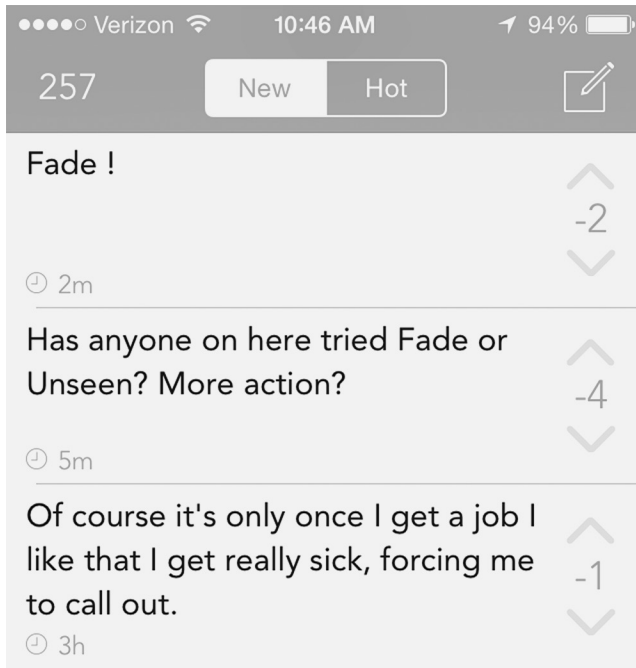 Verizon 10:46 AM 94%
257 New Hot
Fade !
-2
2m
Has anyone on here tried Fade or
Unseen? More action?
-4
5m
Of course it's only once I get a job I
like that I get really sick, forcing me
to call out.
-1
3h